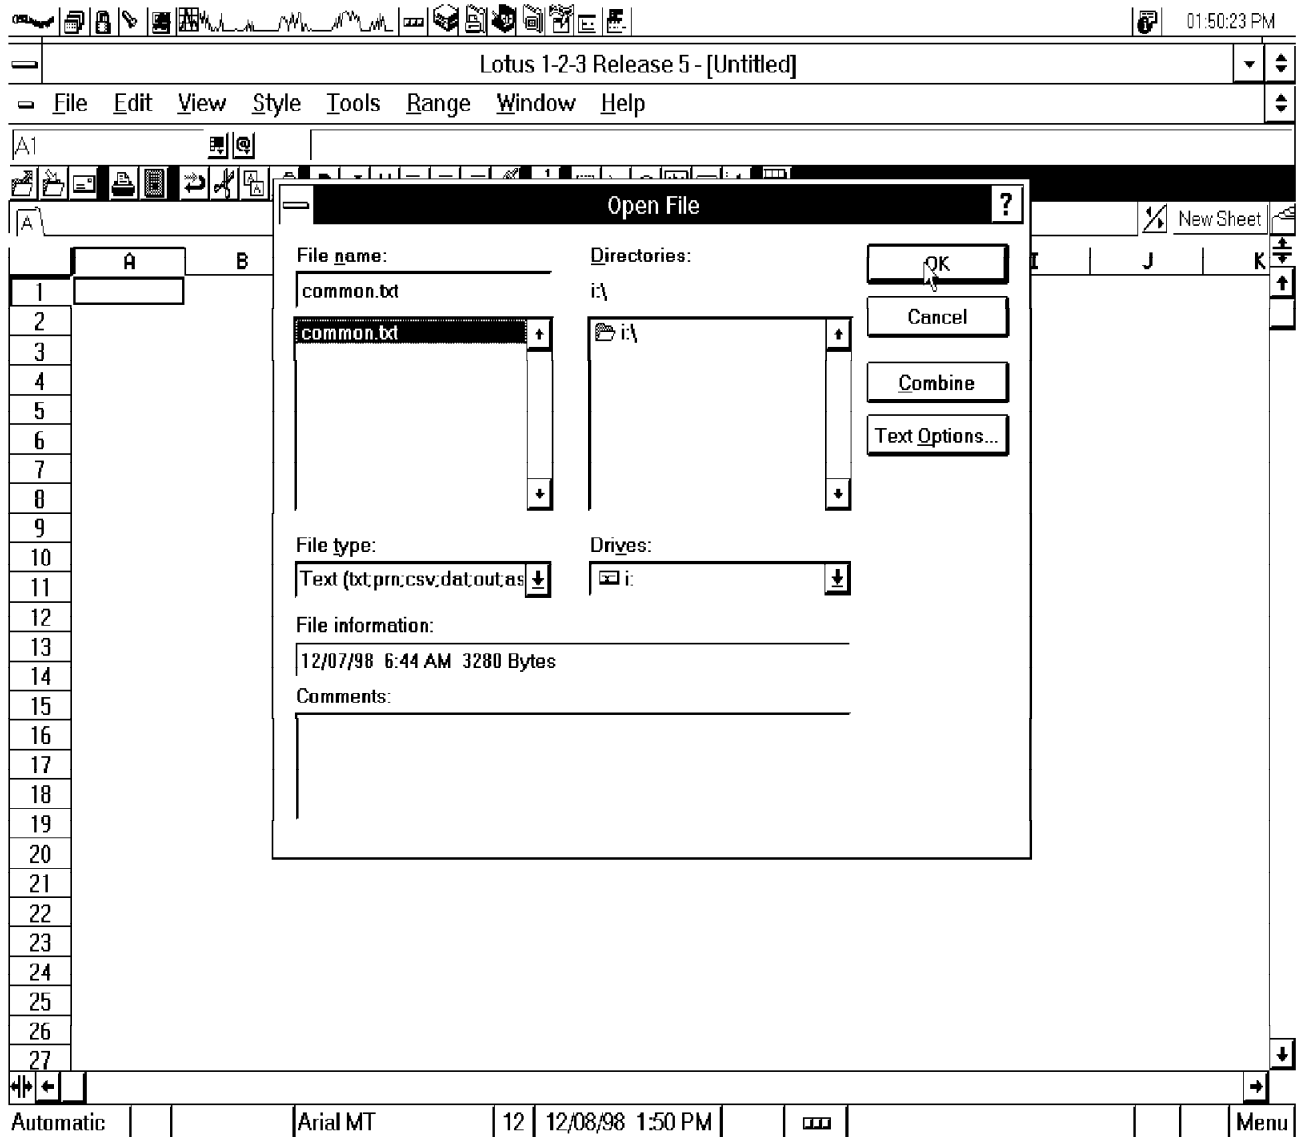 01:50:23 PM
Lotus 1-2-3 Release 5 - [Untitled]
File Edit View Style Tools Range Window Help
A1
Open File ?
A New Sheet
A B I J K
File name: Directories:
common.txt i:\
OK
Cancel
common.txt i:\
Combine
Text Options...
File type: Drives:
Text (txt;prn;csv;dat;out;as i:
File information:
12/07/98 6:44 AM 3280 Bytes
Comments:
1
2
3
4
5
6
7
8
9
10
11
12
13
14
15
16
17
18
19
20
21
22
23
24
25
26
27
Automatic Arial MT 12 12/08/98 1:50 PM Menu